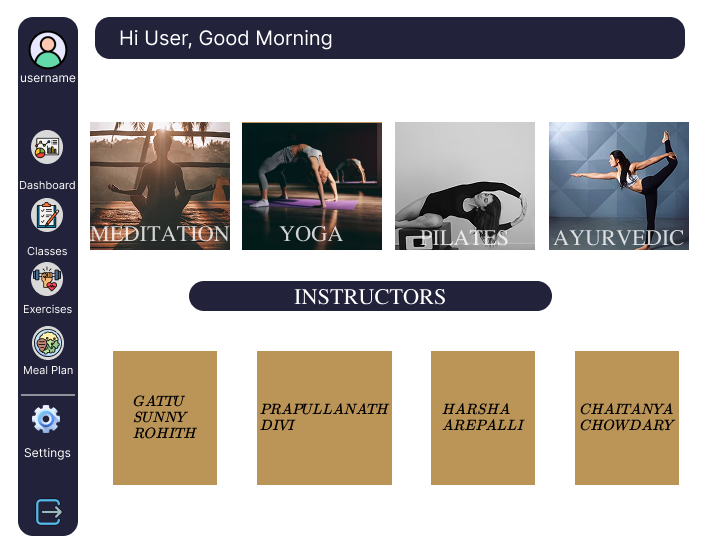 Hi User, Good Morning
username
Dashboard
Classes
Exercises
Meal Plan
Settings
MEDITATION
YOGA
PILATES
AYURVEDIC
INSTRUCTORS
GATTU
SUNNY
ROHITH
PRAPULLANATH
DIVI
HARSHA
AREPALLI
CHAITANYA
CHOWDARY